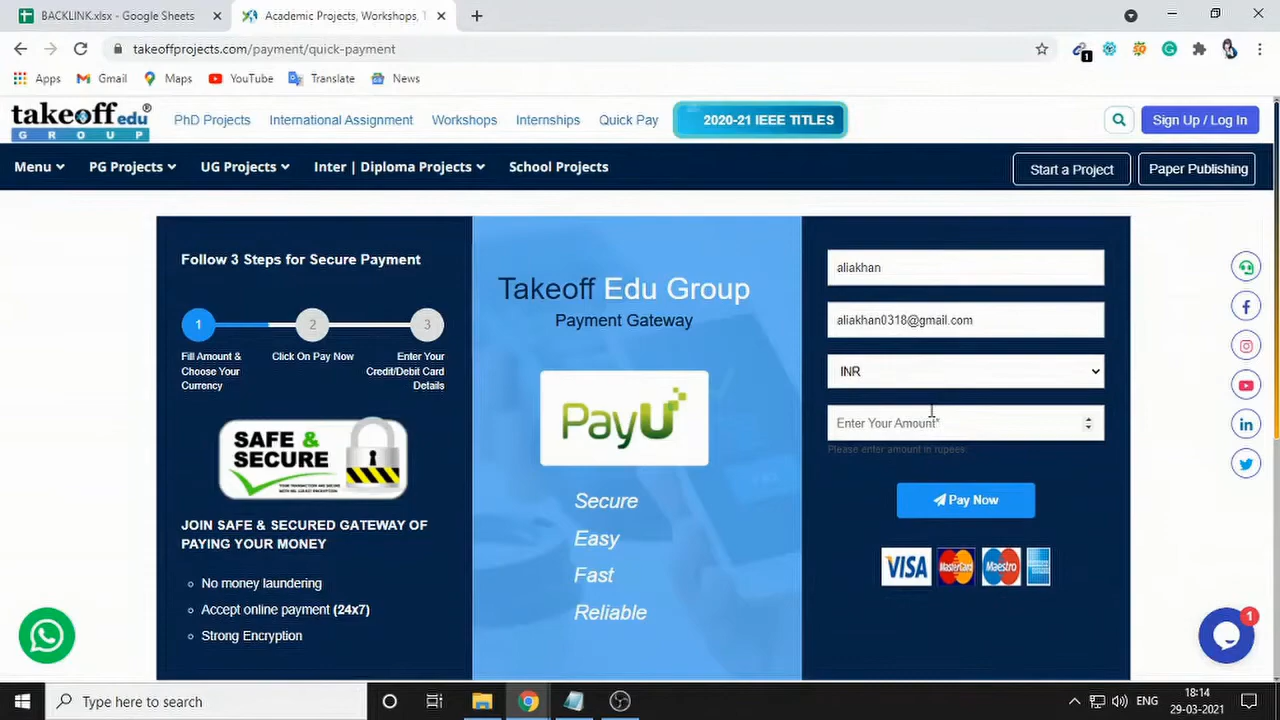 BACKLINK.xlsx - Google Sheets
Academic Projects, Workshops, T
takeoffprojects.com/payment/quick-payment
1
Apps
Gmail
Maps
YouTube
Translate
News
takeoff edu
GROUP
PhD Projects
International Assignment
Workshops
Internships
Quick Pay
2020-21 IEEE TITLES
Sign Up / Log In
Menu
PG Projects
UG Projects
Inter | Diploma Projects
School Projects
Start a Project
Paper Publishing
Follow 3 Steps for Secure Payment
1
2
3
Fill Amount &
Choose Your
Currency
Click On Pay Now
Enter Your
Credit/Debit Card
Details
SAFE &
SECURE
JOIN SAFE & SECURED GATEWAY OF
PAYING YOUR MONEY
No money laundering
Accept online payment (24x7)
Strong Encryption
Takeoff Edu Group
Payment Gateway
PayU
Secure
Easy
Fast
Reliable
aliakhan
aliakhan0318@gmail.com
INR
Enter Your Amount*
Please enter amount in rupees.
Pay Now
VISA
MasterCard
Maestro
1
Type here to search
ENG
18:14
29-03-2021